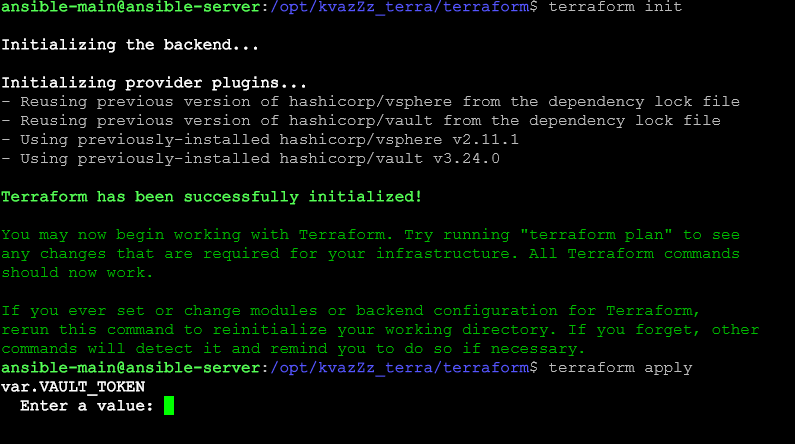 ansible-main@ansible-server:/opt/kvazZz_terra/terraform$ terraform init
Initializing the backend...
Initializing provider plugins...
- Reusing previous version of hashicorp/vsphere from the dependency lock file
- Reusing previous version of hashicorp/vault from the dependency lock file
- Using previously-installed hashicorp/vsphere v2.11.1
- Using previously-installed hashicorp/vault v3.24.0
Terraform has been successfully initialized!
You may now begin working with Terraform. Try running "terraform plan" to see
any changes that are required for your infrastructure. All Terraform commands
should now work.
If you ever set or change modules or backend configuration for Terraform,
rerun this command to reinitialize your working directory. If you forget, other
commands will detect it and remind you to do so if necessary.
ansible-main@ansible-server:/opt/kvazZz_terra/terraform$ terraform apply
var.VAULT_TOKEN
  Enter a value: